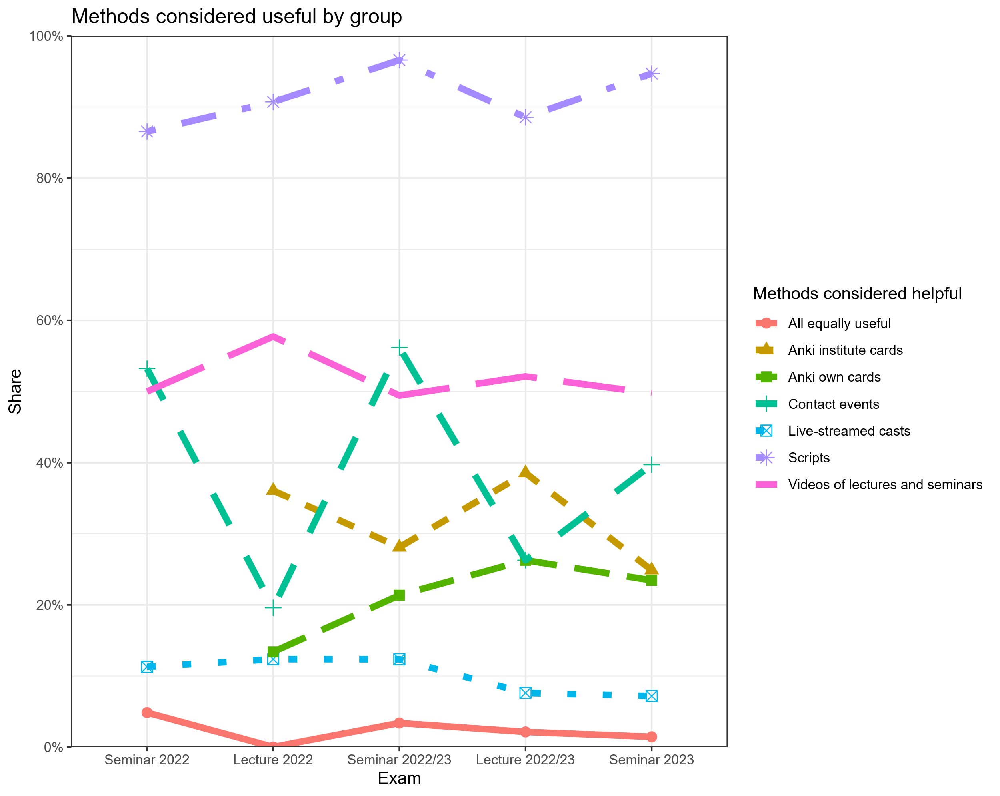 Methods considered useful by group
100%
80%
60%
40%
20%
0%
Share
Seminar 2022
Lecture 2022
Seminar 2022/23
Lecture 2022/23
Seminar 2023
Exam
Methods considered helpful
All equally useful
Anki institute cards
Anki own cards
Contact events
Live-streamed casts
Scripts
Videos of lectures and seminars